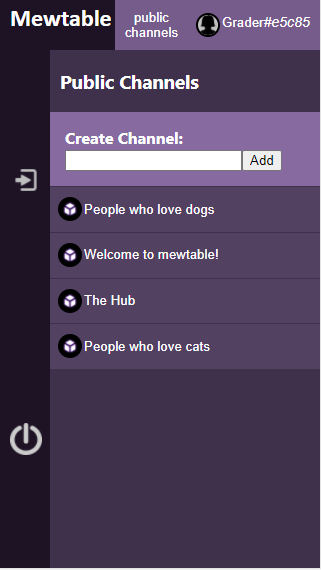 Mewtable
public
channels
Grader#e5c85
Public Channels
Create Channel:
Add
People who love dogs
Welcome to mewtable!
The Hub
People who love cats